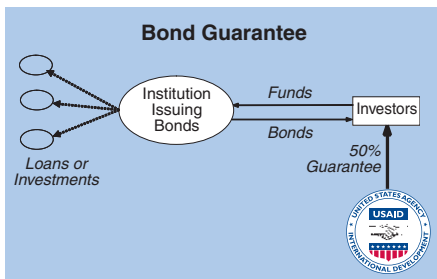 Bond Guarantee
Institution
Issuing
Bonds
Funds
Bonds
Investors
Loans or
Investments
50%
Guarantee
UNITED STATES AGENCY
USAID
INTERNATIONAL DEVELOPMENT